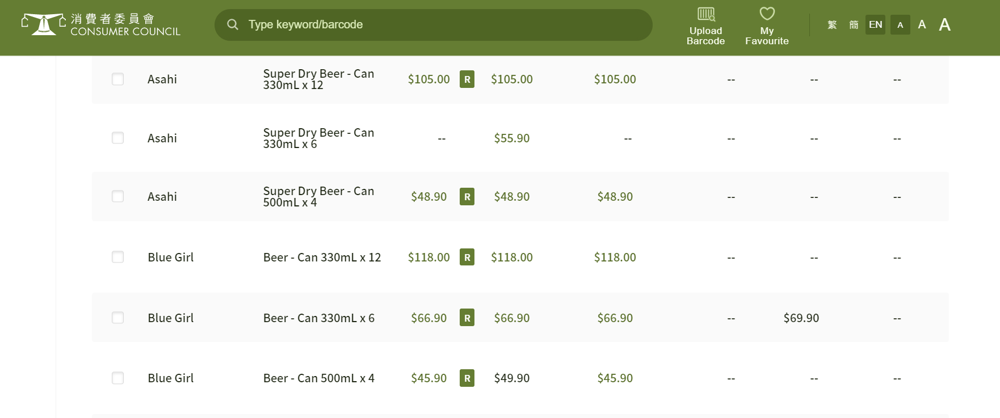 消費者委員會
CONSUMER COUNCIL
Type keyword/barcode
Upload
Barcode
My
Favourite
繁 簡 EN A A A
Asahi Super Dry Beer - Can 330mL x 12 $105.00 R $105.00 $105.00 -- -- --
Asahi Super Dry Beer - Can 330mL x 6 -- $55.90 -- -- -- --
Asahi Super Dry Beer - Can 500mL x 4 $48.90 R $48.90 $48.90 -- -- --
Blue Girl Beer - Can 330mL x 12 $118.00 R $118.00 $118.00 -- -- --
Blue Girl Beer - Can 330mL x 6 $66.90 R $66.90 $66.90 -- $69.90 --
Blue Girl Beer - Can 500mL x 4 $45.90 R $49.90 $45.90 -- -- --